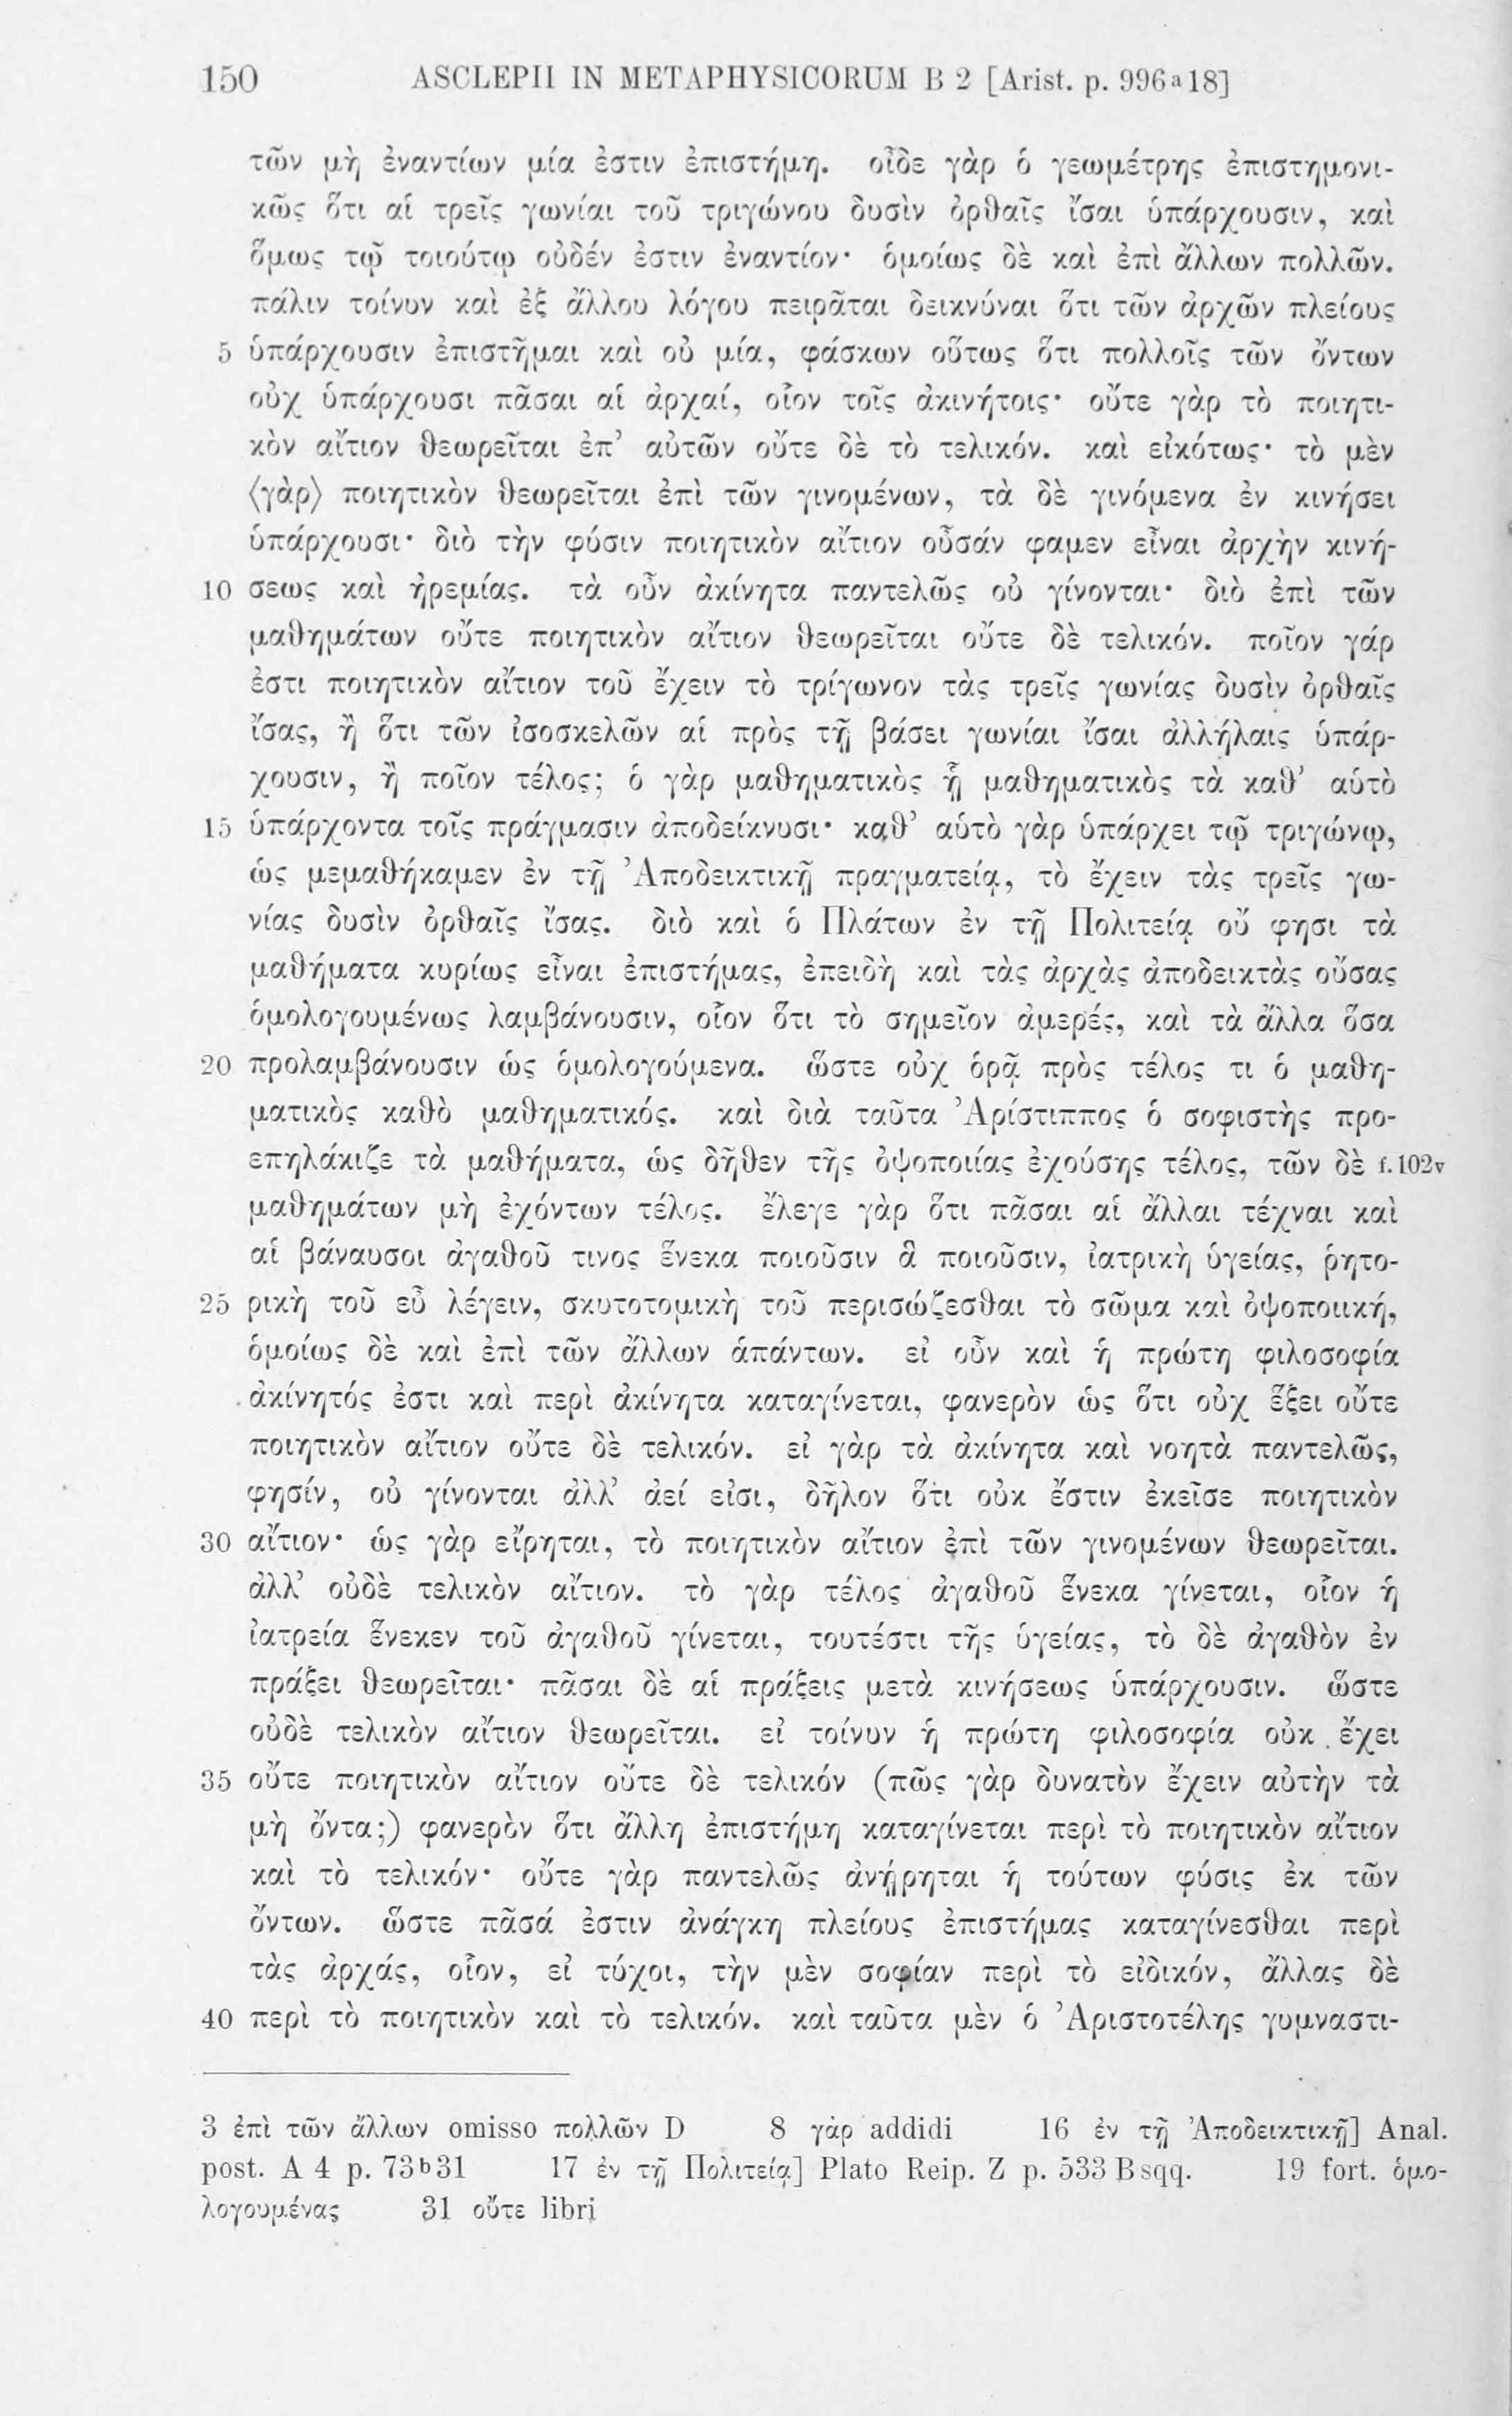 150 ASCLEPII IN METAPHYSICORUM B 2 [Arist. p. 996ª18]
τῶν μὴ ἐναντίων μία ἐστιν ἐπιστήμη. οἶδε γὰρ ὁ γεωμέτρης ἐπιστημονι-
κῶς ὅτι αἱ τρεῖς γωνίαι τοῦ τριγώνου δυσὶν ὀρθαῖς ἴσαι ὑπάρχουσιν, καὶ
ὅμως τῷ τοιούτῳ οὐδέν ἐστιν ἐναντίον· ὁμοίως δὲ καὶ ἐπὶ ἄλλων πολλῶν.
πάλιν τοίνυν καὶ ἐξ ἄλλου λόγου πειρᾶται δεικνύναι ὅτι τῶν ἀρχῶν πλείους
5 ὑπάρχουσιν ἐπιστῆμαι καὶ οὐ μία, φάσκων οὕτως ὅτι πολλοῖς τῶν ὄντων
οὐχ ὑπάρχουσι πᾶσαι αἱ ἀρχαί, οἷον τοῖς ἀκινήτοις· οὔτε γὰρ τὸ ποιητι-
κὸν αἴτιον θεωρεῖται ἐπ’ αὐτῶν οὔτε δὲ τὸ τελικόν. καὶ εἰκότως· τὸ μὲν
⟨γὰρ⟩ ποιητικὸν θεωρεῖται ἐπὶ τῶν γινομένων, τὰ δὲ γινόμενα ἐν κινήσει
ὑπάρχουσι· διὸ τὴν φύσιν ποιητικὸν αἴτιον οὖσάν φαμεν εἶναι ἀρχὴν κινή-
10 σεως καὶ ἠρεμίας. τὰ οὖν ἀκίνητα παντελῶς οὐ γίνονται· διὸ ἐπὶ τῶν
μαθημάτων οὔτε ποιητικὸν αἴτιον θεωρεῖται οὔτε δὲ τελικόν. ποῖον γάρ
ἐστι ποιητικὸν αἴτιον τοῦ ἔχειν τὸ τρίγωνον τὰς τρεῖς γωνίας δυσὶν ὀρθαῖς
ἴσας, ἢ ὅτι τῶν ἰσοσκελῶν αἱ πρὸς τῇ βάσει γωνίαι ἴσαι ἀλλήλαις ὑπάρ-
χουσιν, ἢ ποῖον τέλος; ὁ γὰρ μαθηματικὸς ᾗ μαθηματικὸς τὰ καθ’ αὑτὸ
15 ὑπάρχοντα τοῖς πράγμασιν ἀποδείκνυσι· καθ’ αὑτὸ γὰρ ὑπάρχει τῷ τριγώνῳ,
ὡς μεμαθήκαμεν ἐν τῇ Ἀποδεικτικῇ πραγματείᾳ, τὸ ἔχειν τὰς τρεῖς γω-
νίας δυσὶν ὀρθαῖς ἴσας. διὸ καὶ ὁ Πλάτων ἐν τῇ Πολιτείᾳ οὔ φησι τὰ
μαθήματα κυρίως εἶναι ἐπιστήμας, ἐπειδὴ καὶ τὰς ἀρχὰς ἀποδεικτὰς οὔσας
ὁμολογουμένως λαμβάνουσιν, οἷον ὅτι τὸ σημεῖον ἀμερές, καὶ τὰ ἄλλα ὅσα
20 προλαμβάνουσιν ὡς ὁμολογούμενα. ὥστε οὐχ ὁρᾷ πρὸς τέλος τι ὁ μαθη-
ματικὸς καθὸ μαθηματικός. καὶ διὰ ταῦτα Ἀρίστιππος ὁ σοφιστὴς προ-
επηλάκιζε τὰ μαθήματα, ὡς δῆθεν τῆς ὀψοποιίας ἐχούσης τέλος, τῶν δὲ f.102v
μαθημάτων μὴ ἐχόντων τέλος. ἔλεγε γὰρ ὅτι πᾶσαι αἱ ἄλλαι τέχναι καὶ
αἱ βάναυσοι ἀγαθοῦ τινος ἕνεκα ποιοῦσιν ἃ ποιοῦσιν, ἰατρικὴ ὑγείας, ῥητο-
25 ρικὴ τοῦ εὖ λέγειν, σκυτοτομικὴ τοῦ περισώζεσθαι τὸ σῶμα καὶ ὀψοποιική,
ὁμοίως δὲ καὶ ἐπὶ τῶν ἄλλων ἁπάντων. εἰ οὖν καὶ ἡ πρώτη φιλοσοφία
ἀκίνητός ἐστι καὶ περὶ ἀκίνητα καταγίνεται, φανερὸν ὡς ὅτι οὐχ ἕξει οὔτε
ποιητικὸν αἴτιον οὔτε δὲ τελικόν. εἰ γὰρ τὰ ἀκίνητα καὶ νοητὰ παντελῶς,
φησίν, οὐ γίνονται ἀλλ’ ἀεί εἰσι, δῆλον ὅτι οὐκ ἔστιν ἐκεῖσε ποιητικὸν
30 αἴτιον· ὡς γὰρ εἴρηται, τὸ ποιητικὸν αἴτιον ἐπὶ τῶν γινομένων θεωρεῖται.
ἀλλ’ οὐδὲ τελικὸν αἴτιον. τὸ γὰρ τέλος ἀγαθοῦ ἕνεκα γίνεται, οἷον ἡ
ἰατρεία ἕνεκεν τοῦ ἀγαθοῦ γίνεται, τουτέστι τῆς ὑγείας, τὸ δὲ ἀγαθὸν ἐν
πράξει θεωρεῖται· πᾶσαι δὲ αἱ πράξεις μετὰ κινήσεως ὑπάρχουσιν. ὥστε
οὐδὲ τελικὸν αἴτιον θεωρεῖται. εἰ τοίνυν ἡ πρώτη φιλοσοφία οὐκ ἔχει
35 οὔτε ποιητικὸν αἴτιον οὔτε δὲ τελικόν (πῶς γὰρ δυνατὸν ἔχειν αὐτὴν τὰ
μὴ ὄντα;) φανερὸν ὅτι ἄλλη ἐπιστήμη καταγίνεται περὶ τὸ ποιητικὸν αἴτιον
καὶ τὸ τελικόν· οὔτε γὰρ παντελῶς ἀνῄρηται ἡ τούτων φύσις ἐκ τῶν
ὄντων. ὥστε πᾶσά ἐστιν ἀνάγκη πλείους ἐπιστήμας καταγίνεσθαι περὶ
τὰς ἀρχάς, οἷον, εἰ τύχοι, τὴν μὲν σοφίαν περὶ τὸ εἰδικόν, ἄλλας δὲ
40 περὶ τὸ ποιητικὸν καὶ τὸ τελικόν. καὶ ταῦτα μὲν ὁ Ἀριστοτέλης γυμναστι-
3 ἐπὶ τῶν ἄλλων omisso πολλῶν D 8 γὰρ addidi 16 ἐν τῇ Ἀποδεικτικῇ] Anal.
post. A 4 p. 73ᵇ31 17 ἐν τῇ Πολιτείᾳ] Plato Reip. Z p. 533 B sqq. 19 fort. ὁμο-
λογουμένας 31 οὔτε libri